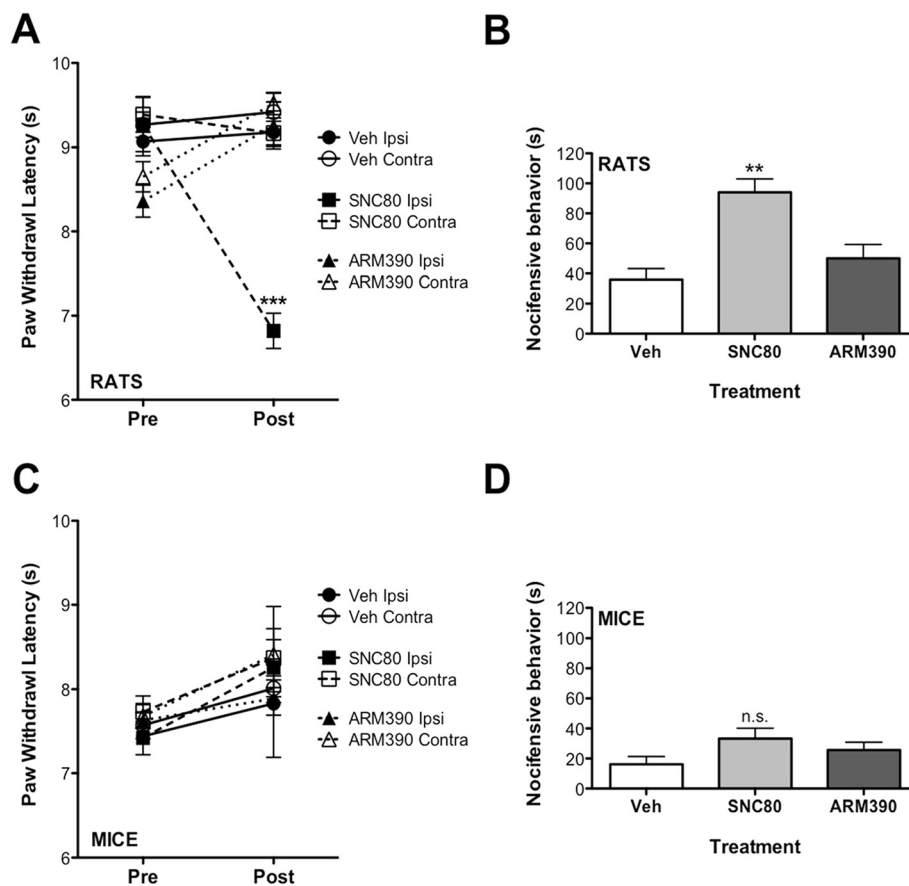 A
Paw Withdrawl Latency (s)
10
9
8
7
6
***
RATS
Pre
Post
Veh Ipsi
Veh Contra
SNC80 Ipsi
SNC80 Contra
ARM390 Ipsi
ARM390 Contra
B
Nocifensive behavior (s)
120
100
80
60
40
20
0
RATS
**
Veh
SNC80
ARM390
Treatment
C
Paw Withdrawl Latency (s)
10
9
8
7
6
MICE
Pre
Post
Veh Ipsi
Veh Contra
SNC80 Ipsi
SNC80 Contra
ARM390 Ipsi
ARM390 Contra
D
Nocifensive behavior (s)
120
100
80
60
40
20
0
MICE
n.s.
Veh
SNC80
ARM390
Treatment